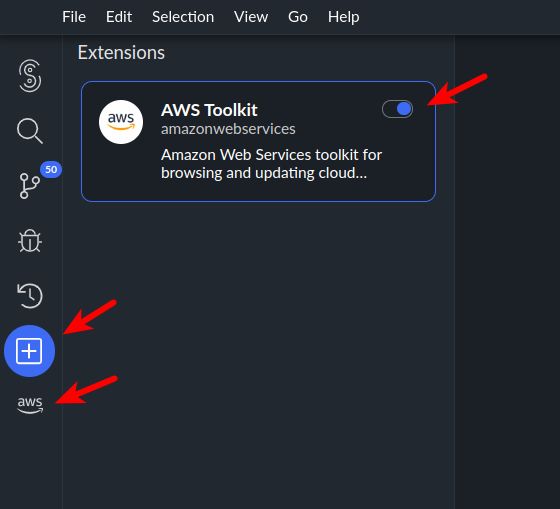 File Edit Selection View Go Help
Extensions
50
aws
AWS Toolkit
amazonwebservices
Amazon Web Services toolkit for
browsing and updating cloud...
aws